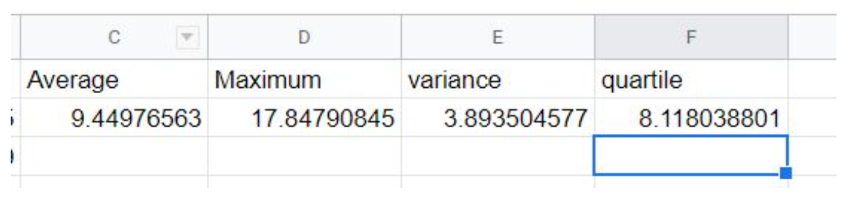 C D E F
Average Maximum variance quartile
9.44976563 17.84790845 3.893504577 8.118038801